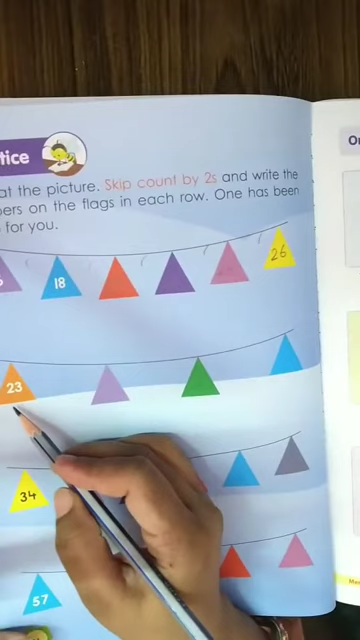 tice
at the picture. Skip count by 2s and write the
bers on the flags in each row. One has been
for you.
18
26
23
34
57